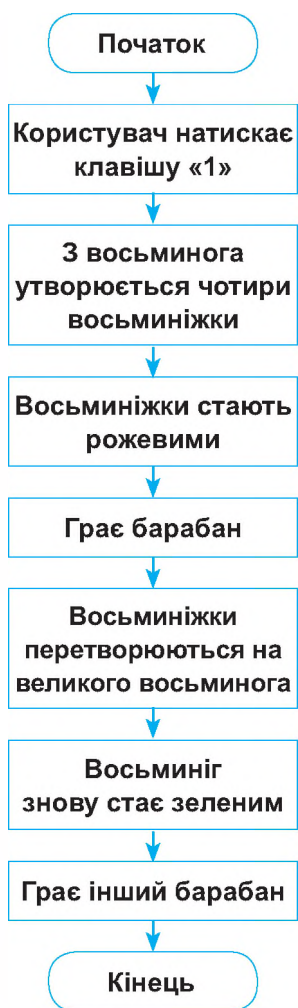 Початок
Користувач натискає
клавішу «1»
З восьминога
утворюється чотири
восьминіжки
Восьминіжки стають
рожевими
Грає барабан
Восьминіжки
перетворюються на
великого восьминога
Восьминіг
знову стає зеленим
Грає інший барабан
Кінець